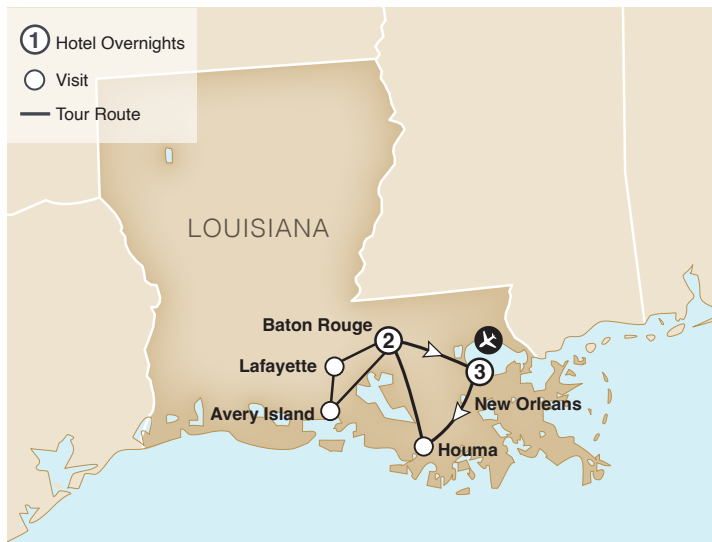 1 Hotel Overnights
Visit
Tour Route
LOUISIANA
Baton Rouge
2
Lafayette
3
Avery Island
New Orleans
Houma